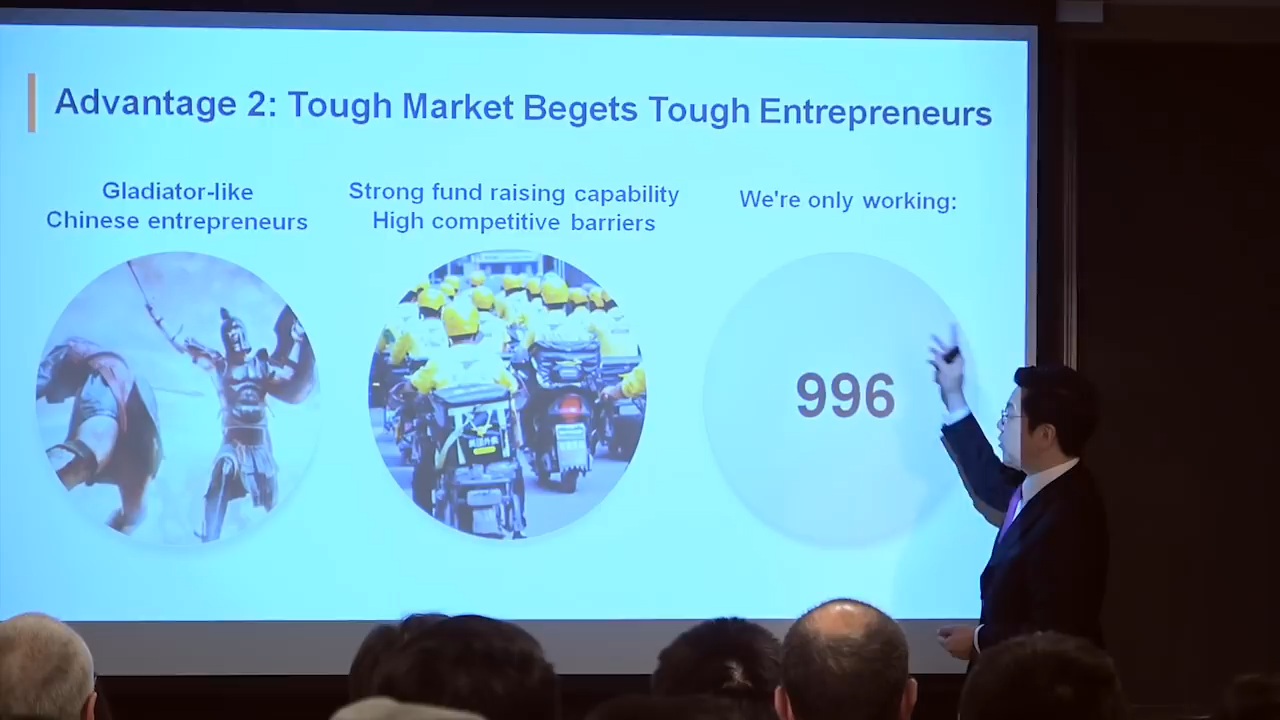 Advantage 2: Tough Market Begets Tough Entrepreneurs
Gladiator-like
Chinese entrepreneurs
Strong fund raising capability
High competitive barriers
We're only working:
996